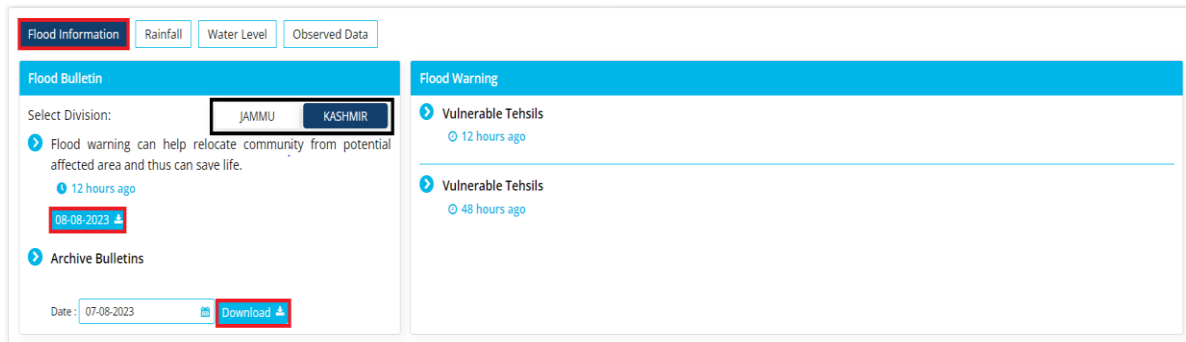 Flood Information Rainfall Water Level Observed Data
Flood Bulletin
Select Division: JAMMU KASHMIR
Flood warning can help relocate community from potential
affected area and thus can save life.
12 hours ago
08-08-2023
Archive Bulletins
Date : 07-08-2023 Download
Flood Warning
Vulnerable Tehsils
12 hours ago
Vulnerable Tehsils
48 hours ago